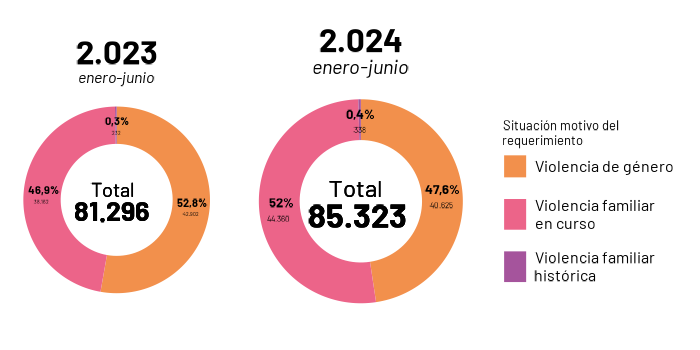 2.023
enero-junio
0,3%
46,9%
52,8%
Total
81.296
2.024
enero-junio
0,4%
338
52%
44.360
47,6%
40.625
Total
85.323
Situación motivo del
requerimiento
Violencia de género
Violencia familiar
en curso
Violencia familiar
histórica